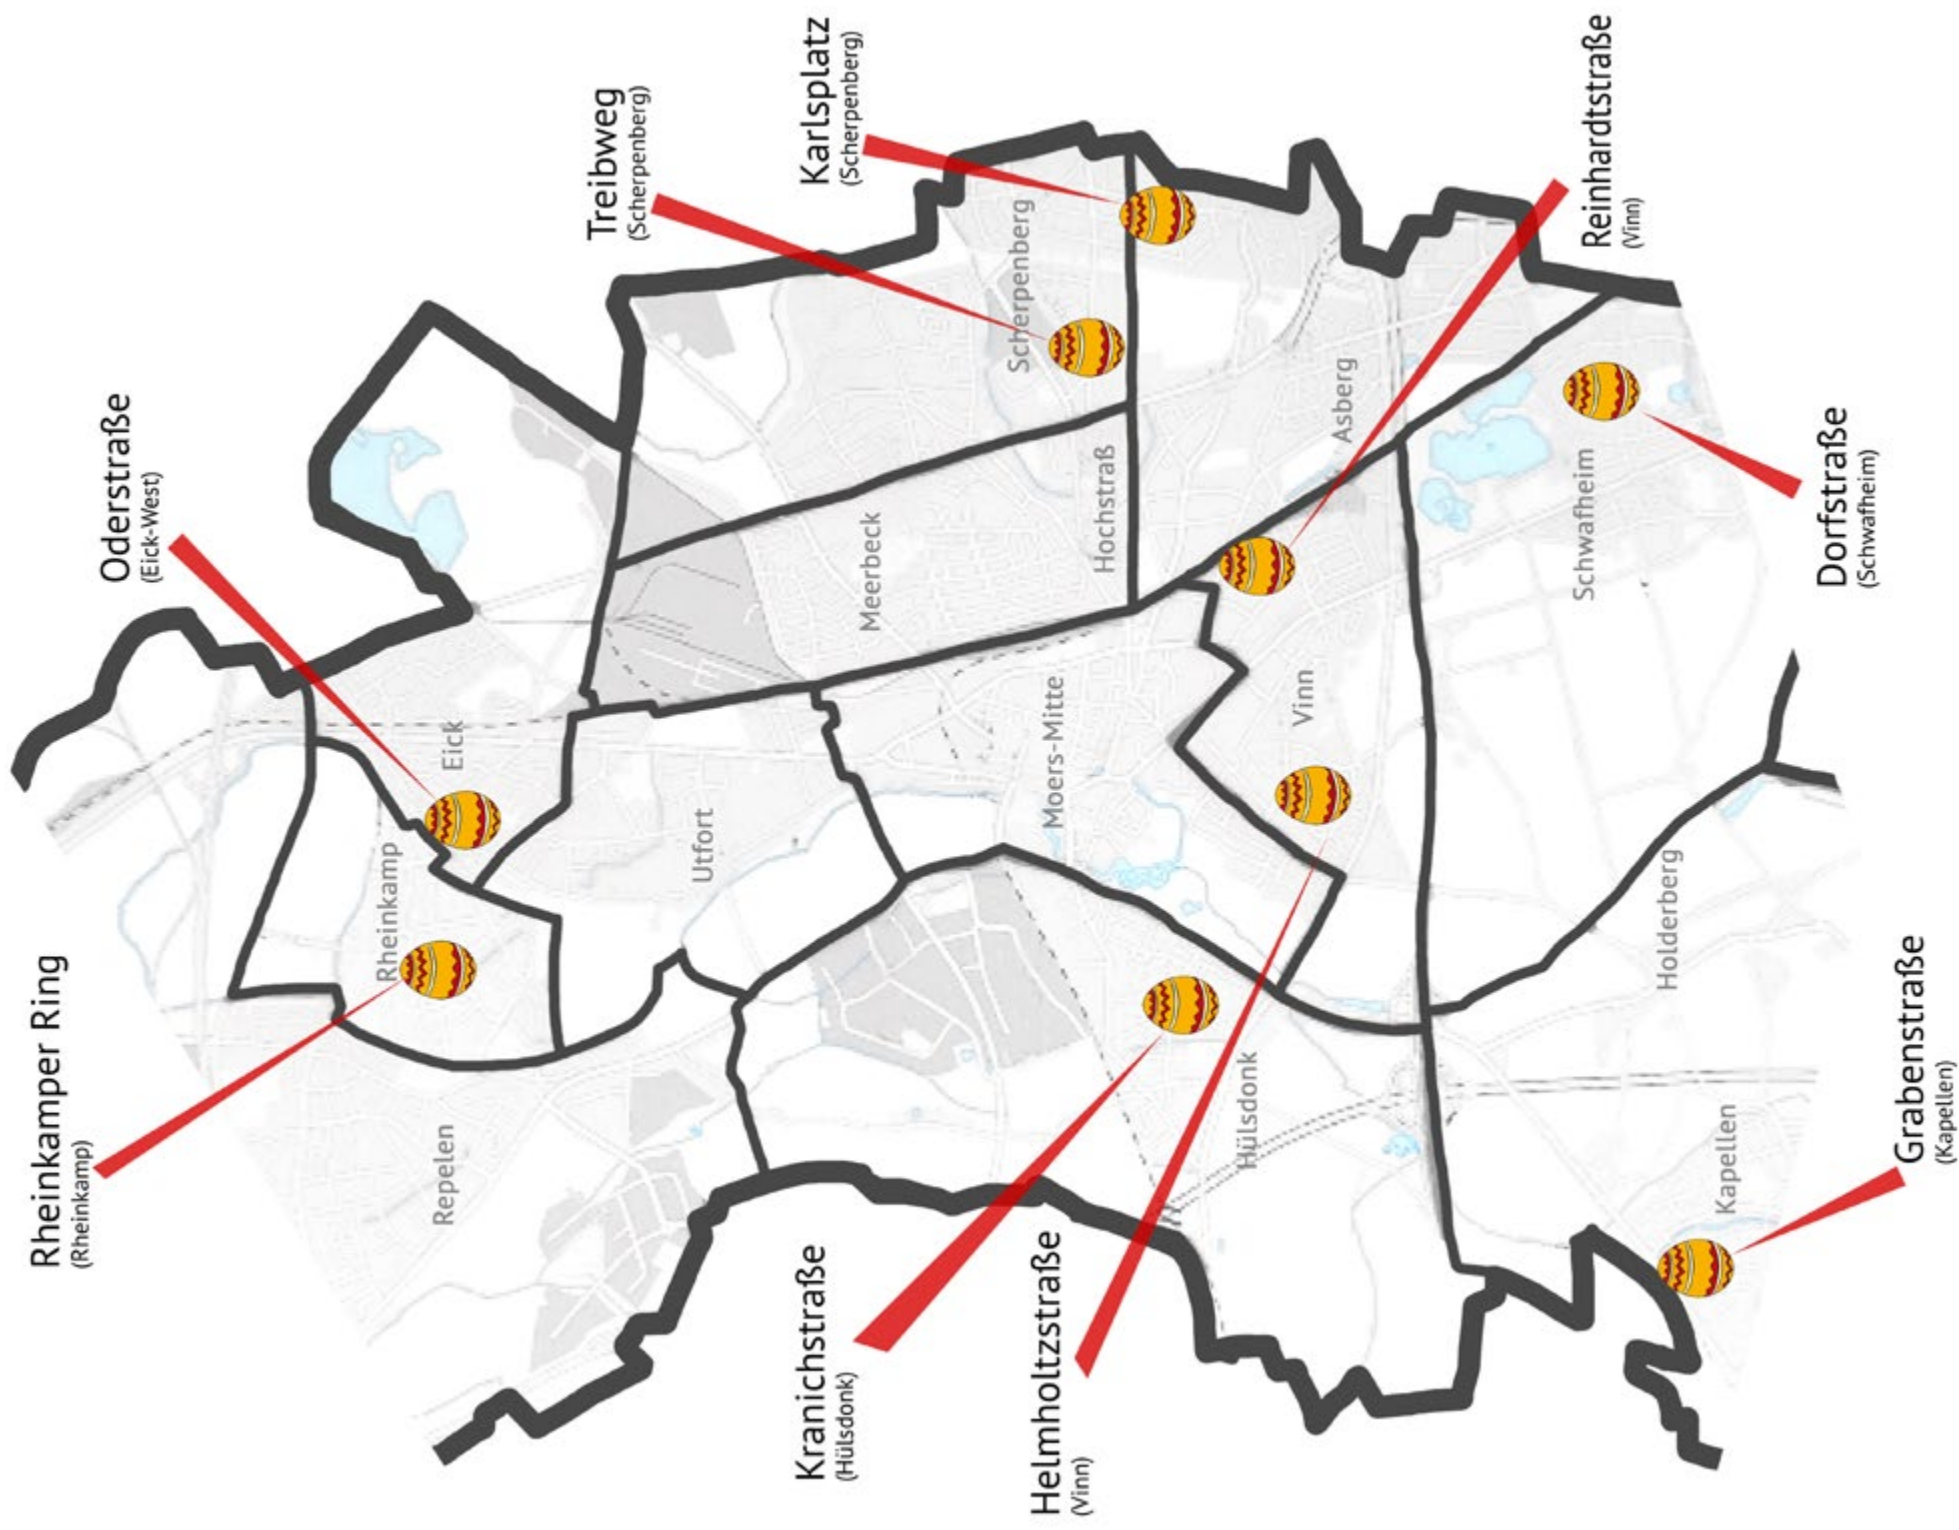 Rheinkamper Ring
(Rheinkamp)
Oderstraße
(Eick-West)
Treibweg
(Scherpenberg)
Karlsplatz
(Scherpenberg)
Reinhardtstraße
(Vinn)
Dorfstraße
(Schwafheim)
Grabenstraße
(Kapellen)
Helmholtzstraße
(Vinn)
Kranichstraße
(Hülsdonk)
Repelen
Rheinkamp
Eick
Utfort
Meerbeck
Hochstraß
Scherpenberg
Asberg
Moers-Mitte
Vinn
Schwafheim
Hülsdonk
Holderberg
Kapellen